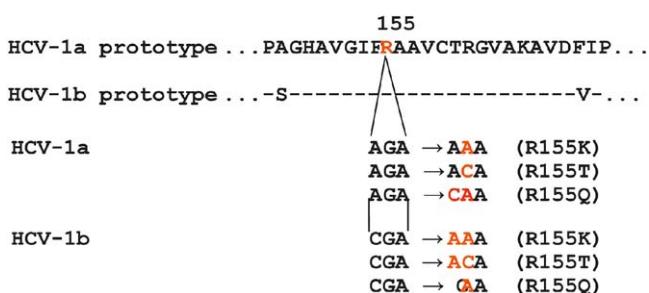 155
HCV-1a prototype...PAGHAVGIFRAAVCTRGVAKAVDFIP...
HCV-1b prototype...-S---------------------V-...
HCV-1a AGA →AAA (R155K)
AGA →ACA (R155T)
AGA →CAA (R155Q)
HCV-1b CGA →AAA (R155K)
CGA →ACA (R155T)
CGA → CAA (R155Q)